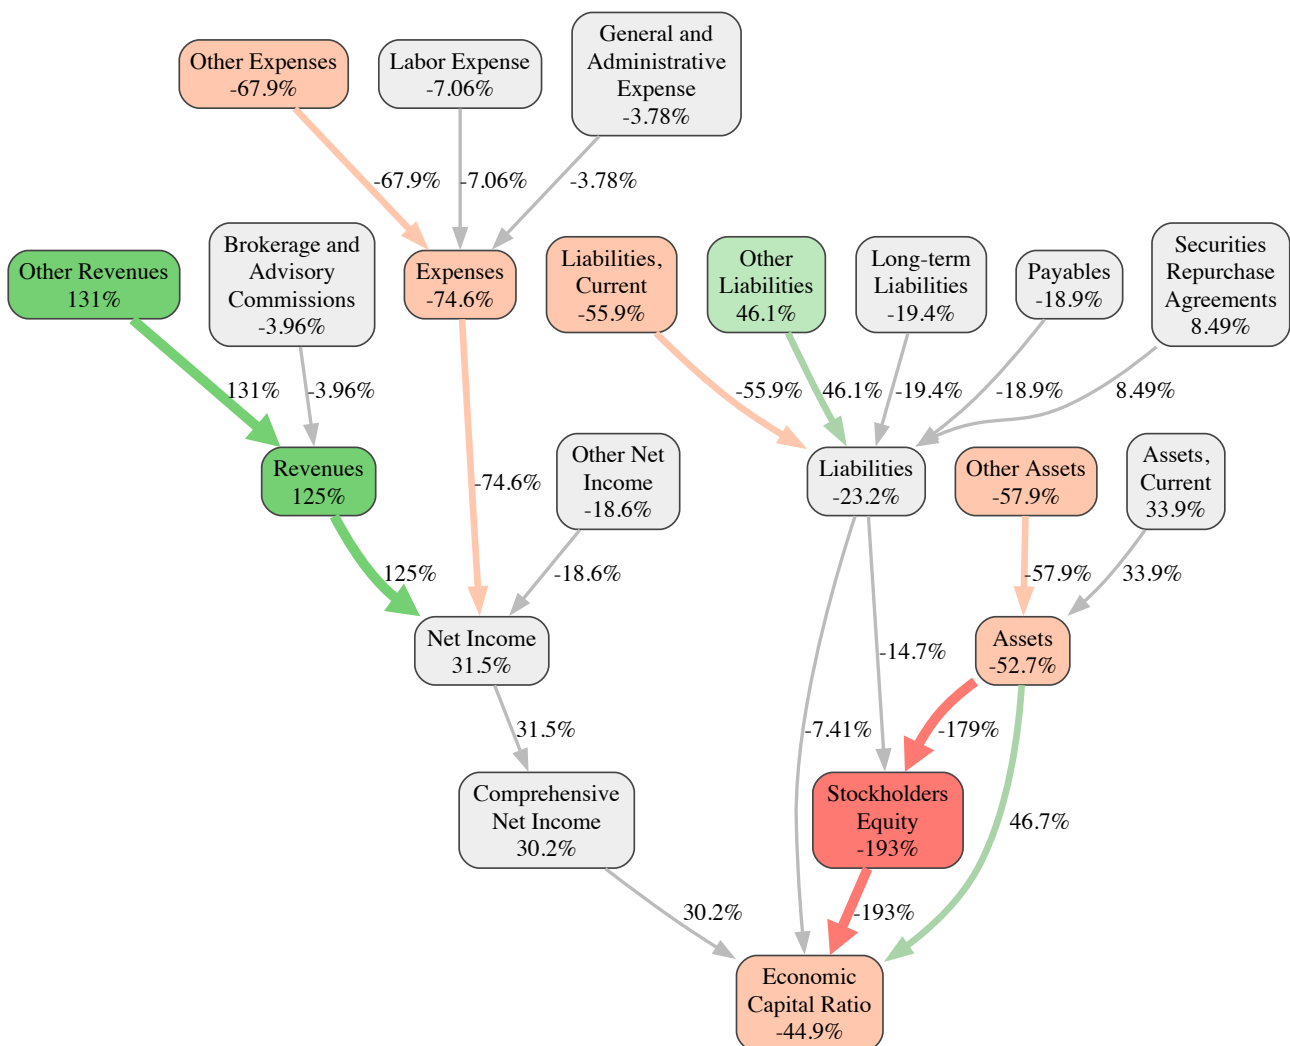 Other Expenses
-67.9%
Labor Expense
-7.06%
General and
Administrative
Expense
-3.78%
-67.9%
-7.06%
-3.78%
Other Revenues
131%
Brokerage and
Advisory
Commissions
-3.96%
Expenses
-74.6%
Liabilities,
Current
-55.9%
Other
Liabilities
46.1%
Long-term
Liabilities
-19.4%
Payables
-18.9%
Securities
Repurchase
Agreements
8.49%
131%
-3.96%
-55.9%
46.1%
-19.4%
-18.9%
8.49%
Revenues
125%
-74.6%
Other Net
Income
-18.6%
Liabilities
-23.2%
Other Assets
-57.9%
Assets,
Current
33.9%
125%
-18.6%
-57.9%
33.9%
Net Income
31.5%
-14.7%
Assets
-52.7%
31.5%
-7.41%
-179%
Comprehensive
Net Income
30.2%
Stockholders
Equity
-193%
46.7%
30.2%
-193%
Economic
Capital Ratio
-44.9%